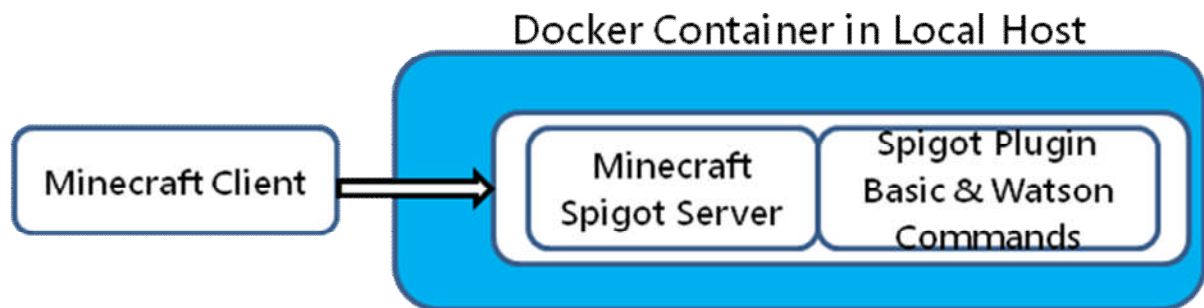 Docker Container in Local Host
Minecraft Client
Minecraft
Spigot Server
Spigot Plugin
Basic & Watson
Commands